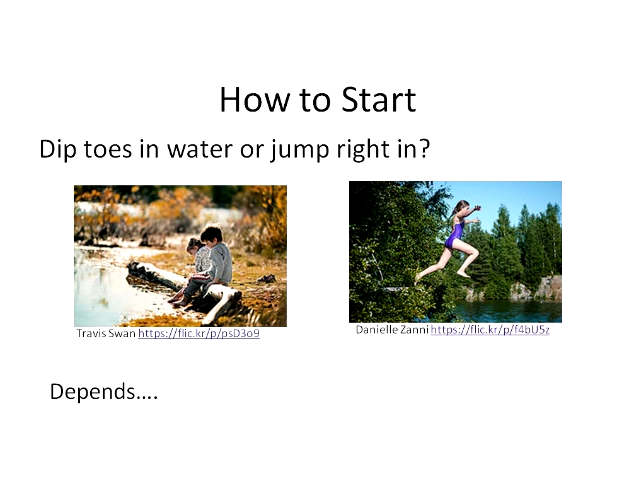 How to Start
Dip toes in water or jump right in?
Travis Swan https://flic.kr/p/psD3o9
Danielle Zanni https://flic.kr/p/f4bU5z
Depends....